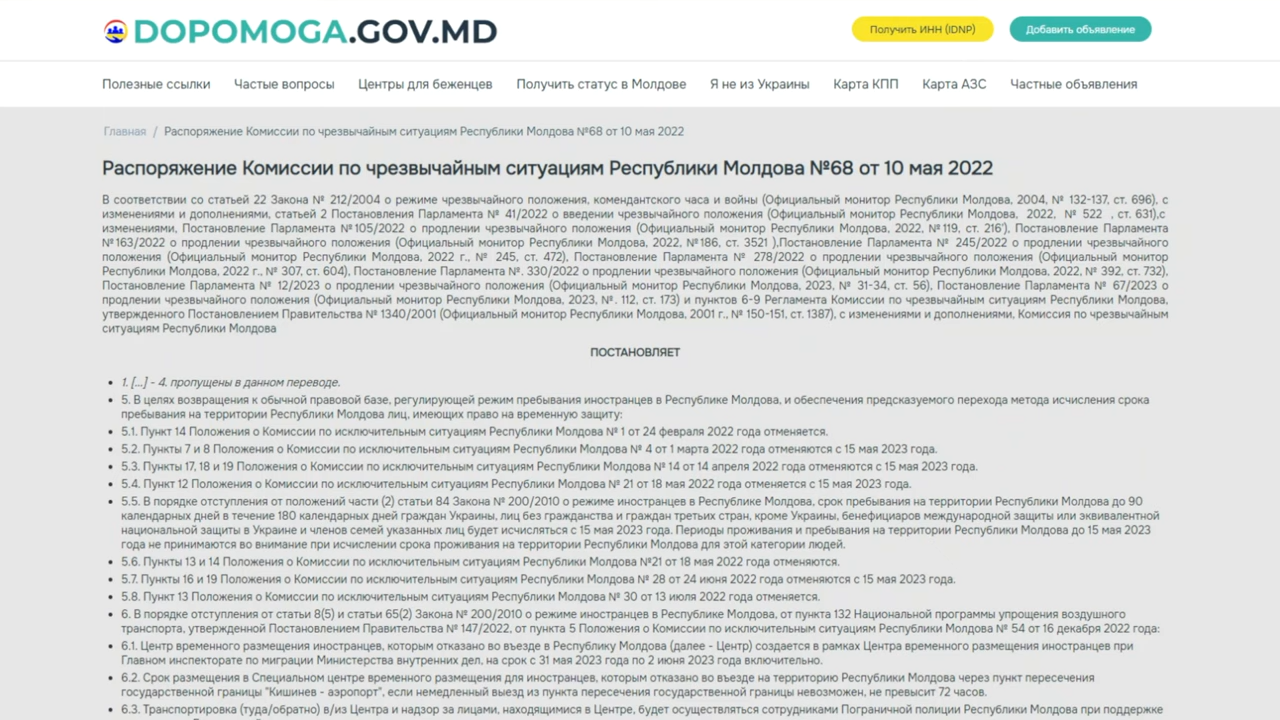 DOPOMOGA.GOV.MD
Получить ИНН (IDNP)
Добавить объявление
Полезные ссылки
Частые вопросы
Центры для беженцев
Получить статус в Молдове
Я не из Украины
Карта КПП
Карта АЗС
Частные объявления
Главная / Распоряжение Комиссии по чрезвычайным ситуациям Республики Молдова №68 от 10 мая 2022
Распоряжение Комиссии по чрезвычайным ситуациям Республики Молдова №68 от 10 мая 2022
В соответствии со статьей 22 Закона № 212/2004 о режиме чрезвычайного положения, комендантского часа и войны (Официальный монитор Республики Молдова, 2004, № 132-137, ст. 696), с
изменениями и дополнениями, статьей 2 Постановления Парламента № 41/2022 о введении чрезвычайного положения (Официальный монитор Республики Молдова, 2022, № 522 , ст. 631),с
изменениями, Постановление Парламента №105/2022 о продлении чрезвычайного положения (Официальный монитор Республики Молдова, 2022, №119, ст. 216'), Постановление Парламента
№163/2022 о продлении чрезвычайного положения (Официальный монитор Республики Молдова, 2022, №186, ст. 3521 ),Постановление Парламента № 245/2022 о продлении чрезвычайного
положения (Официальный монитор Республики Молдова, 2022 г., № 245, ст. 472), Постановление Парламента № 278/2022 о продлении чрезвычайного положения (Официальный монитор
Республики Молдова, 2022 г., № 307, ст. 604), Постановление Парламента №. 330/2022 о продлении чрезвычайного положения (Официальный монитор Республики Молдова, 2022, № 392, ст. 732),
Постановление Парламента № 12/2023 о продлении чрезвычайного положения (Официальный монитор Республики Молдова, 2023, № 31-34, ст. 56), Постановление Парламента № 67/2023 о
продлении чрезвычайного положения (Официальный монитор Республики Молдова, 2023, №. 112, ст. 173) и пунктов 6-9 Регламента Комиссии по чрезвычайным ситуациям Республики Молдова,
утвержденного Постановлением Правительства № 1340/2001 (Официальный монитор Республики Молдова, 2001 г., № 150-151, ст. 1387), с изменениями и дополнениями, Комиссия по чрезвычайным
ситуациям Республики Молдова
ПОСТАНОВЛЯЕТ
• 1. [...] - 4. пропущены в данном переводе.
• 5. В целях возвращения к обычной правовой базе, регулирующей режим пребывания иностранцев в Республике Молдова, и обеспечения предсказуемого перехода метода исчисления срока
пребывания на территории Республики Молдова лиц, имеющих право на временную защиту:
• 5.1. Пункт 14 Положения о Комиссии по исключительным ситуациям Республики Молдова № 1 от 24 февраля 2022 года отменяется.
• 5.2. Пункты 7 и 8 Положения о Комиссии по исключительным ситуациям Республики Молдова № 4 от 1 марта 2022 года отменяются с 15 мая 2023 года.
• 5.3. Пункты 17, 18 и 19 Положения о Комиссии по исключительным ситуациям Республики Молдова № 14 от 14 апреля 2022 года отменяются с 15 мая 2023 года.
• 5.4. Пункт 12 Положения о Комиссии по исключительным ситуациям Республики Молдова № 21 от 18 мая 2022 года отменяется с 15 мая 2023 года.
• 5.5. В порядке отступления от положений части (2) статьи 84 Закона № 200/2010 о режиме иностранцев в Республике Молдова, срок пребывания на территории Республики Молдова до 90
календарных дней в течение 180 календарных дней граждан Украины, лиц без гражданства и граждан третьих стран, кроме Украины, бенефициаров международной защиты или эквивалентной
национальной защиты в Украине и членов семей указанных лиц будет исчисляться с 15 мая 2023 года. Периоды проживания и пребывания на территории Республики Молдова до 15 мая 2023
года не принимаются во внимание при исчислении срока проживания на территории Республики Молдова для этой категории людей.
• 5.6. Пункты 13 и 14 Положения о Комиссии по исключительным ситуациям Республики Молдова №21 от 18 мая 2022 года отменяются.
• 5.7. Пункты 16 и 19 Положения о Комиссии по исключительным ситуациям Республики Молдова № 28 от 24 июня 2022 года отменяются с 15 мая 2023 года.
• 5.8. Пункт 13 Положения о Комиссии по исключительным ситуациям Республики Молдова № 30 от 13 июля 2022 года отменяется.
• 6. В порядке отступления от статьи 8(5) и статьи 65(2) Закона № 200/2010 о режиме иностранцев в Республике Молдова, от пункта 132 Национальной программы упрощения воздушного
транспорта, утвержденной Постановлением Правительства № 147/2022, от пункта 5 Положения о Комиссии по исключительным ситуациям Республики Молдова № 54 от 16 декабря 2022 года:
• 6.1. Центр временного размещения иностранцев, которым отказано во въезде в Республику Молдова (далее - Центр) создается в рамках Центра временного размещения иностранцев при
Главном инспекторате по миграции Министерства внутренних дел, на срок с 31 мая 2023 года по 2 июня 2023 года включительно.
• 6.2. Срок размещения в Специальном центре временного размещения для иностранцев, которым отказано во въезде на территорию Республики Молдова через пункт пересечения
государственной границы "Кишинев - аэропорт", если немедленный выезд из пункта пересечения государственной границы невозможен, не превысит 72 часов.
• 6.3. Транспортировка (туда/обратно) в/из Центра и надзор за лицами, находящимися в Центре, будет осуществляться сотрудниками Пограничной полиции Республики Молдова при поддержке